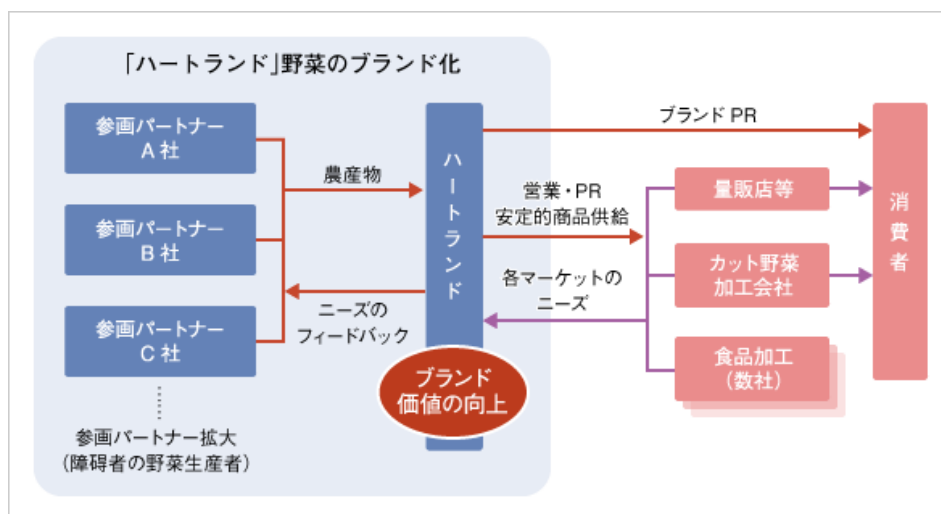 「ハートランド」野菜のブランド化
参画パートナー
A 社
参画パートナー
B 社
参画パートナー
C 社
参画パートナー拡大
(障碍者の野菜生産者)
農産物
ニーズの
フィードバック
ハートランド
ブランド
価値の向上
ブランド PR
営業・PR
安定的商品供給
各マーケットの
ニーズ
量販店等
カット野菜
加工会社
食品加工
(数社)
消費者